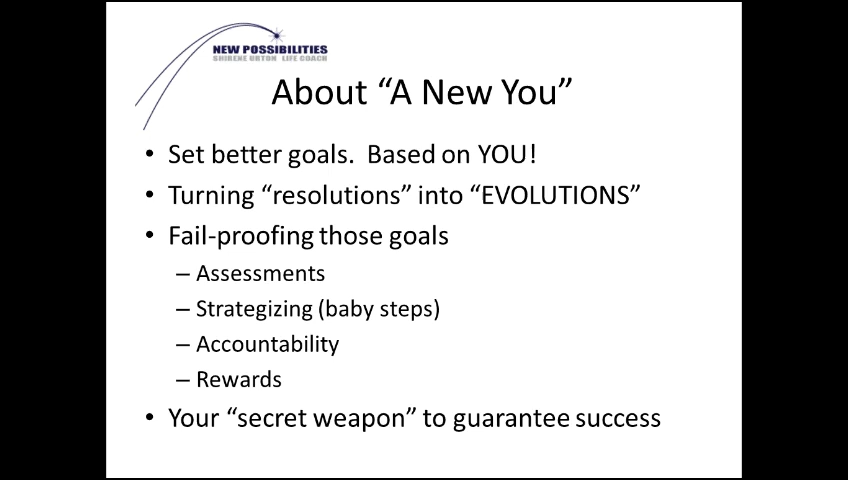 NEW POSSIBILITIES
SHIRENE URTON LIFE COACH
About “A New You”
• Set better goals. Based on YOU!
• Turning “resolutions” into “EVOLUTIONS”
• Fail-proofing those goals
– Assessments
– Strategizing (baby steps)
– Accountability
– Rewards
• Your “secret weapon” to guarantee success